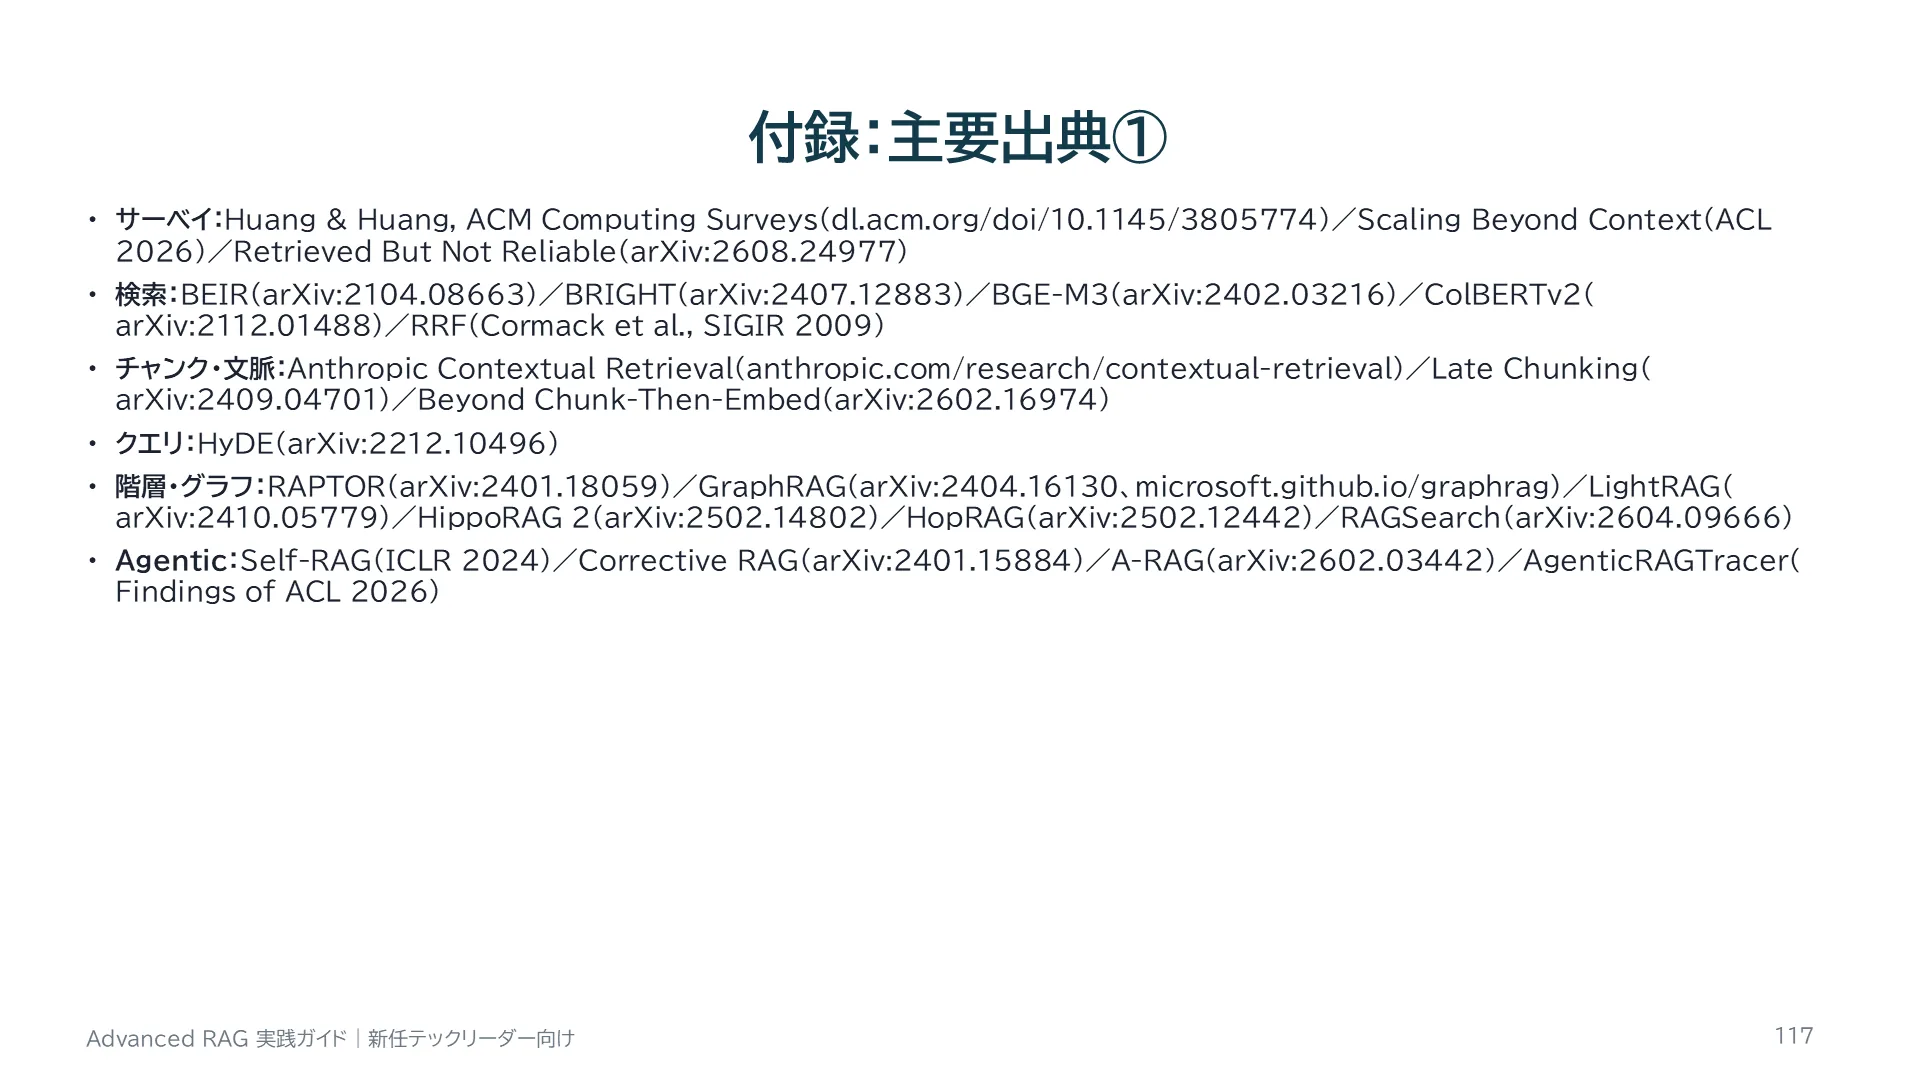 付録：主要出典①
• サーベイ：Huang & Huang, ACM Computing Surveys（dl.acm.org/doi/10.1145/3805774）／Scaling Beyond Context（ACL
2026）／Retrieved But Not Reliable（arXiv:2608.24977）
• 検索：BEIR（arXiv:2104.08663）／BRIGHT（arXiv:2407.12883）／BGE-M3（arXiv:2402.03216）／ColBERTv2（
arXiv:2112.01488）／RRF（Cormack et al., SIGIR 2009）
• チャンク・文脈：Anthropic Contextual Retrieval（anthropic.com/research/contextual-retrieval）／Late Chunking（
arXiv:2409.04701）／Beyond Chunk-Then-Embed（arXiv:2602.16974）
• クエリ：HyDE（arXiv:2212.10496）
• 階層・グラフ：RAPTOR（arXiv:2401.18059）／GraphRAG（arXiv:2404.16130、microsoft.github.io/graphrag）／LightRAG（
arXiv:2410.05779）／HippoRAG 2（arXiv:2502.14802）／HopRAG（arXiv:2502.12442）／RAGSearch（arXiv:2604.09666）
• Agentic：Self-RAG（ICLR 2024）／Corrective RAG（arXiv:2401.15884）／A-RAG（arXiv:2602.03442）／AgenticRAGTracer（
Findings of ACL 2026）
Advanced RAG 実践ガイド｜新任テックリーダー向け
117